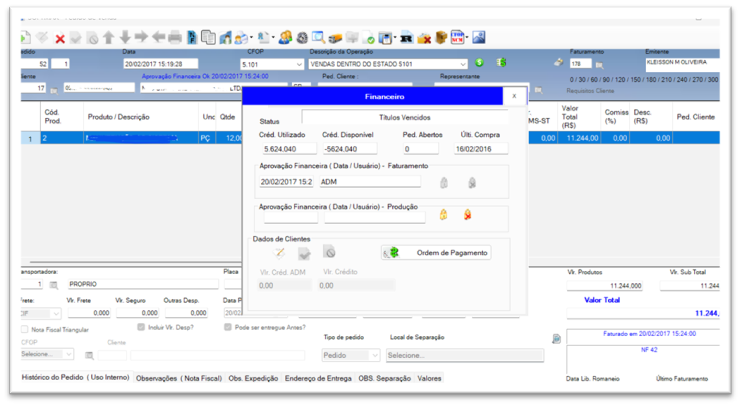 Data
CFOP
Descrição da Operação
Faturamento:
Emitente
52
1
20/02/2017 15:19:28
5.101
VENDAS DENTRO DO ESTADO 5101
178
KLEISSON M OLIVEIRA
Aprovação Financeira Ok 20/02/2017 15:24:00
Ped. Cliente :
Representante
0 / 30 / 60 / 90 / 120 / 150 / 180 / 210 / 240 / 270 / 300
17
LTD
Requisitos Cliente
Financeiro
x
Cód. Prod.
Produto / Descrição
Unc
Qtde
MS-ST
Valor Total (R$)
Comiss (%)
Desc. (R$)
Ped. Cliente
1
2
PÇ
12,00
0,00
11.244,00
0,00
0,00
Status
Títulos Vencidos
Créd. Utilizado
Créd. Disponível
Ped. Abertos
Últi. Compra
5.624.040
-5624.040
0
16/02/2016
Aprovação Financeira ( Data / Usuário) - Faturamento
20/02/2017 15:2
ADM
Aprovação Financeira ( Data / Usuário) - Produção
Dados de Clientes
Ordem de Pagamento
Vlr. Créd. ADM
Vlr. Crédito
0,00
0,00
ansportadora:
Placa
Vlr. Produtos
Vlr. Sub Total
1
PROPRIO
11.244.000
11.244.
rete:
Vlr. Frete
Vlr. Seguro
Outras Desp.
Data P
Valor Total
0.000
0.000
0.000
20/02
11.244.
Nota Fiscal Triangular
Inclue Vlr. Desp?
Pode ser entregue Antes?
CFOP
Cliente
Tipo de pedido
Local de Separação
Faturado em 20/02/2017 15:24:00
Selecione...
Pedido
Selecione...
NF 42
Histórico do Pedido ( Uso Interno)
Observações ( Nota Fiscal)
Obs. Expedição
Endereço de Entrega
OBS. Separação
Valores
Data Lib. Romaneio
Último Faturamento